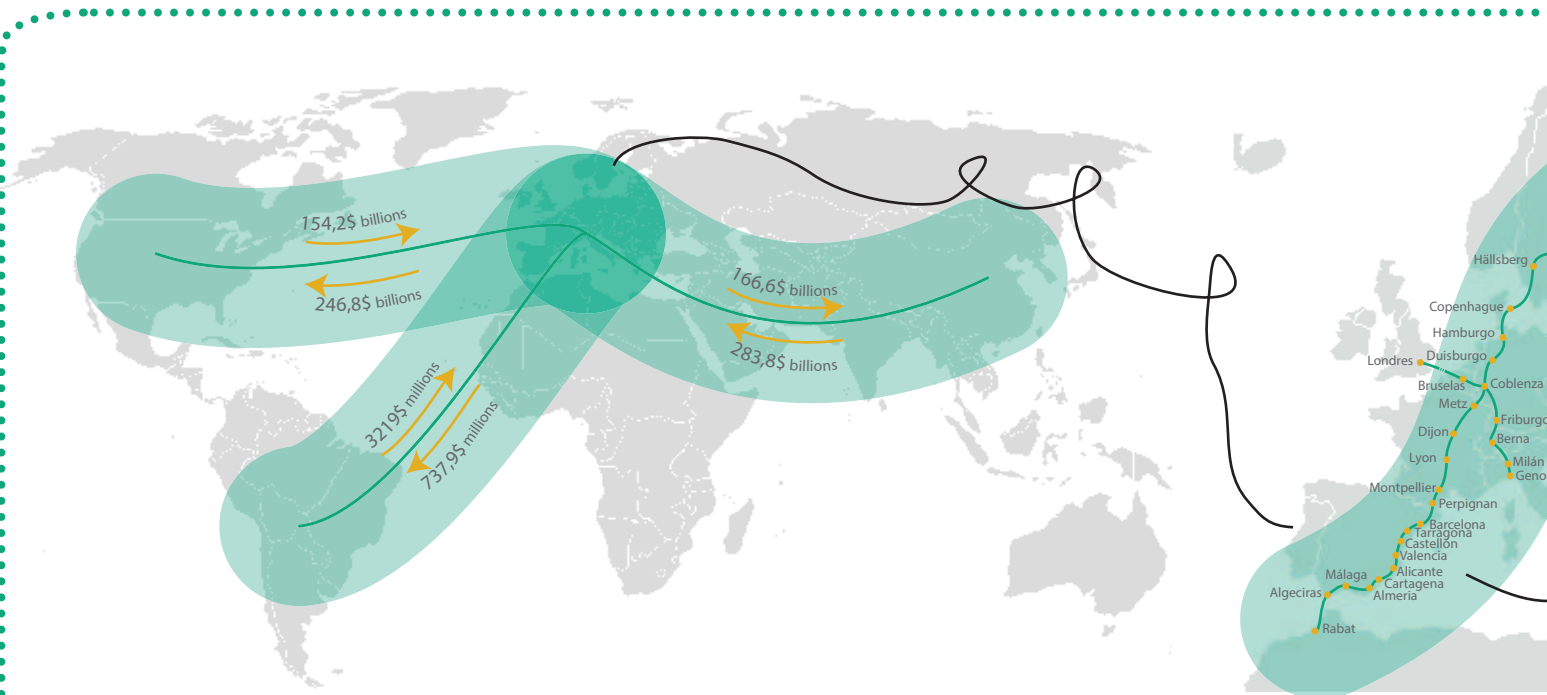 154,2$ billions
246,8$ billions
166,6$ billions
283,8$ billions
3219$ millions
737,9$ millions
Hällsberg
Copenhague
Hamburgo
Londres
Duisburgo
Bruselas
Coblenza
Metz
Friburgo
Dijon
Berna
Lyon
Milán
Geno
Montpellier
Perpignan
Barcelona
Tarragona
Castellón
Valencia
Málaga
Alicante
Cartagena
Algeciras
Almeria
Rabat